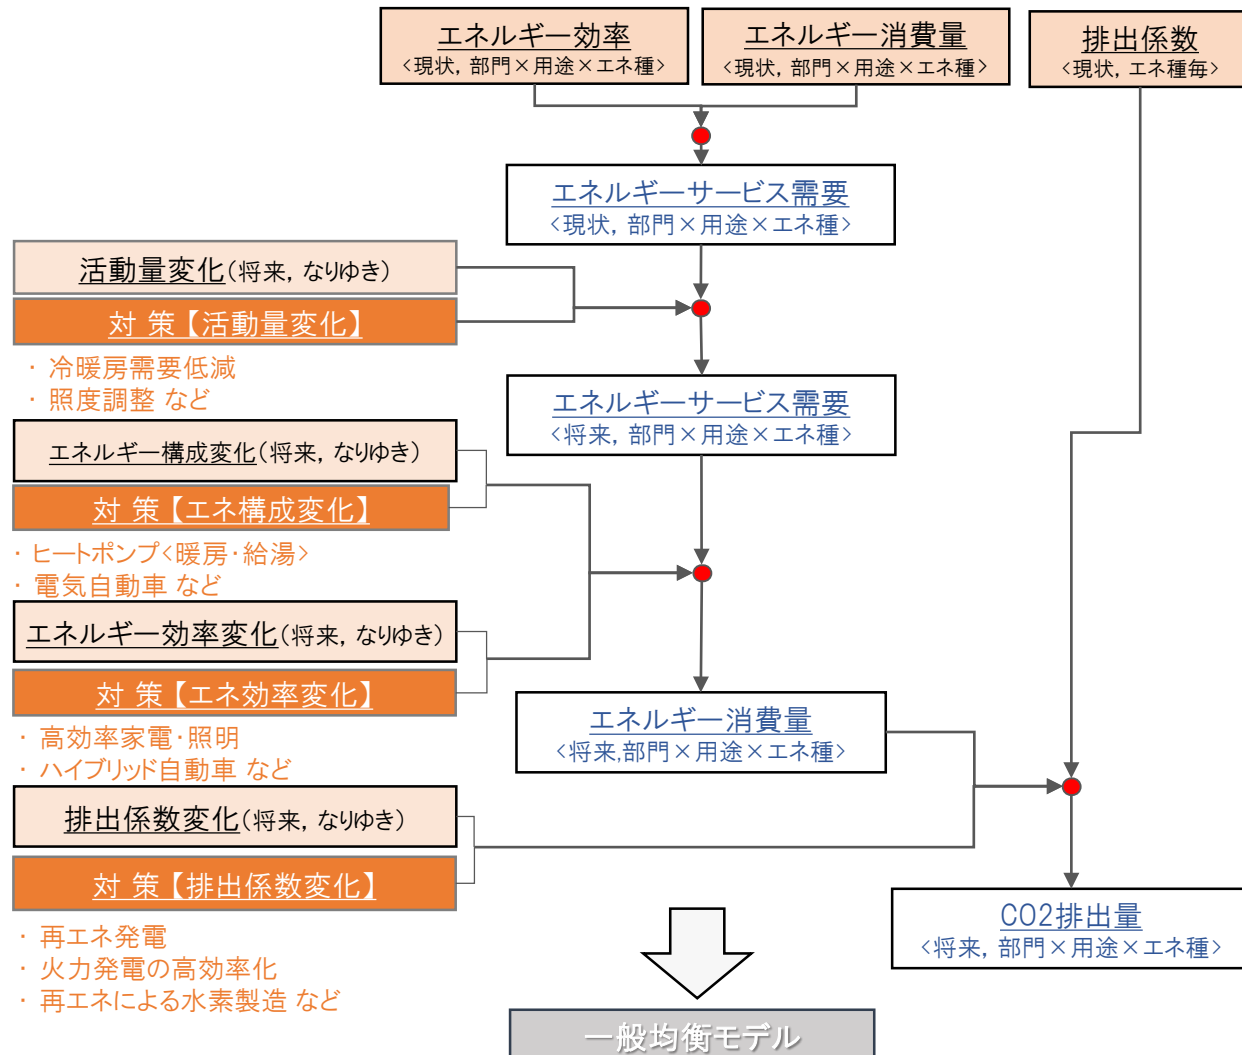 エネルギー効率
<現状, 部門×用途×エネ種>
エネルギー消費量
<現状, 部門×用途×エネ種>
排出係数
<現状, エネ種毎>
エネルギーサービス需要
<現状, 部門×用途×エネ種>
活動量変化(将来, なりゆき)
対 策【活動量変化】
・ 冷暖房需要低減
・ 照度調整 など
エネルギーサービス需要
<将来, 部門×用途×エネ種>
エネルギー構成変化(将来, なりゆき)
対 策【エネ構成変化】
・ ヒートポンプ<暖房・給湯>
・ 電気自動車 など
エネルギー効率変化(将来, なりゆき)
対 策【エネ効率変化】
・ 高効率家電・照明
・ ハイブリッド自動車 など
エネルギー消費量
<将来,部門×用途×エネ種>
排出係数変化(将来, なりゆき)
対 策【排出係数変化】
・ 再エネ発電
・ 火力発電の高効率化
・ 再エネによる水素製造 など
CO2排出量
<将来, 部門×用途×エネ種>
一般均衡モデル